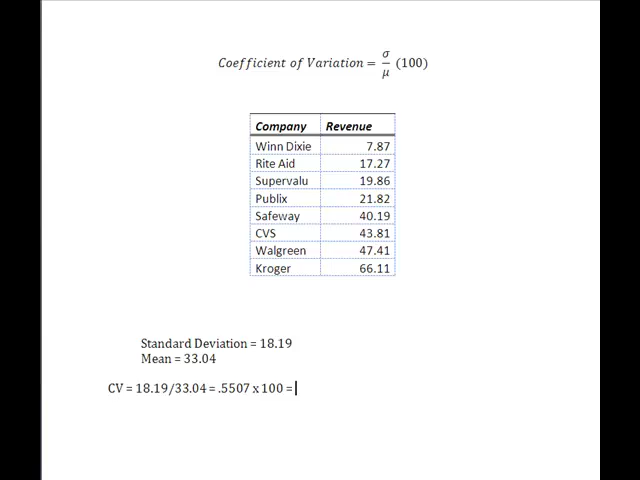 Coefficient of Variation = σ/μ (100)
Company Revenue
Winn Dixie 7.87
Rite Aid 17.27
Supervalu 19.86
Publix 21.82
Safeway 40.19
CVS 43.81
Walgreen 47.41
Kroger 66.11
Standard Deviation = 18.19
Mean = 33.04
CV = 18.19/33.04 = .5507 x 100 =